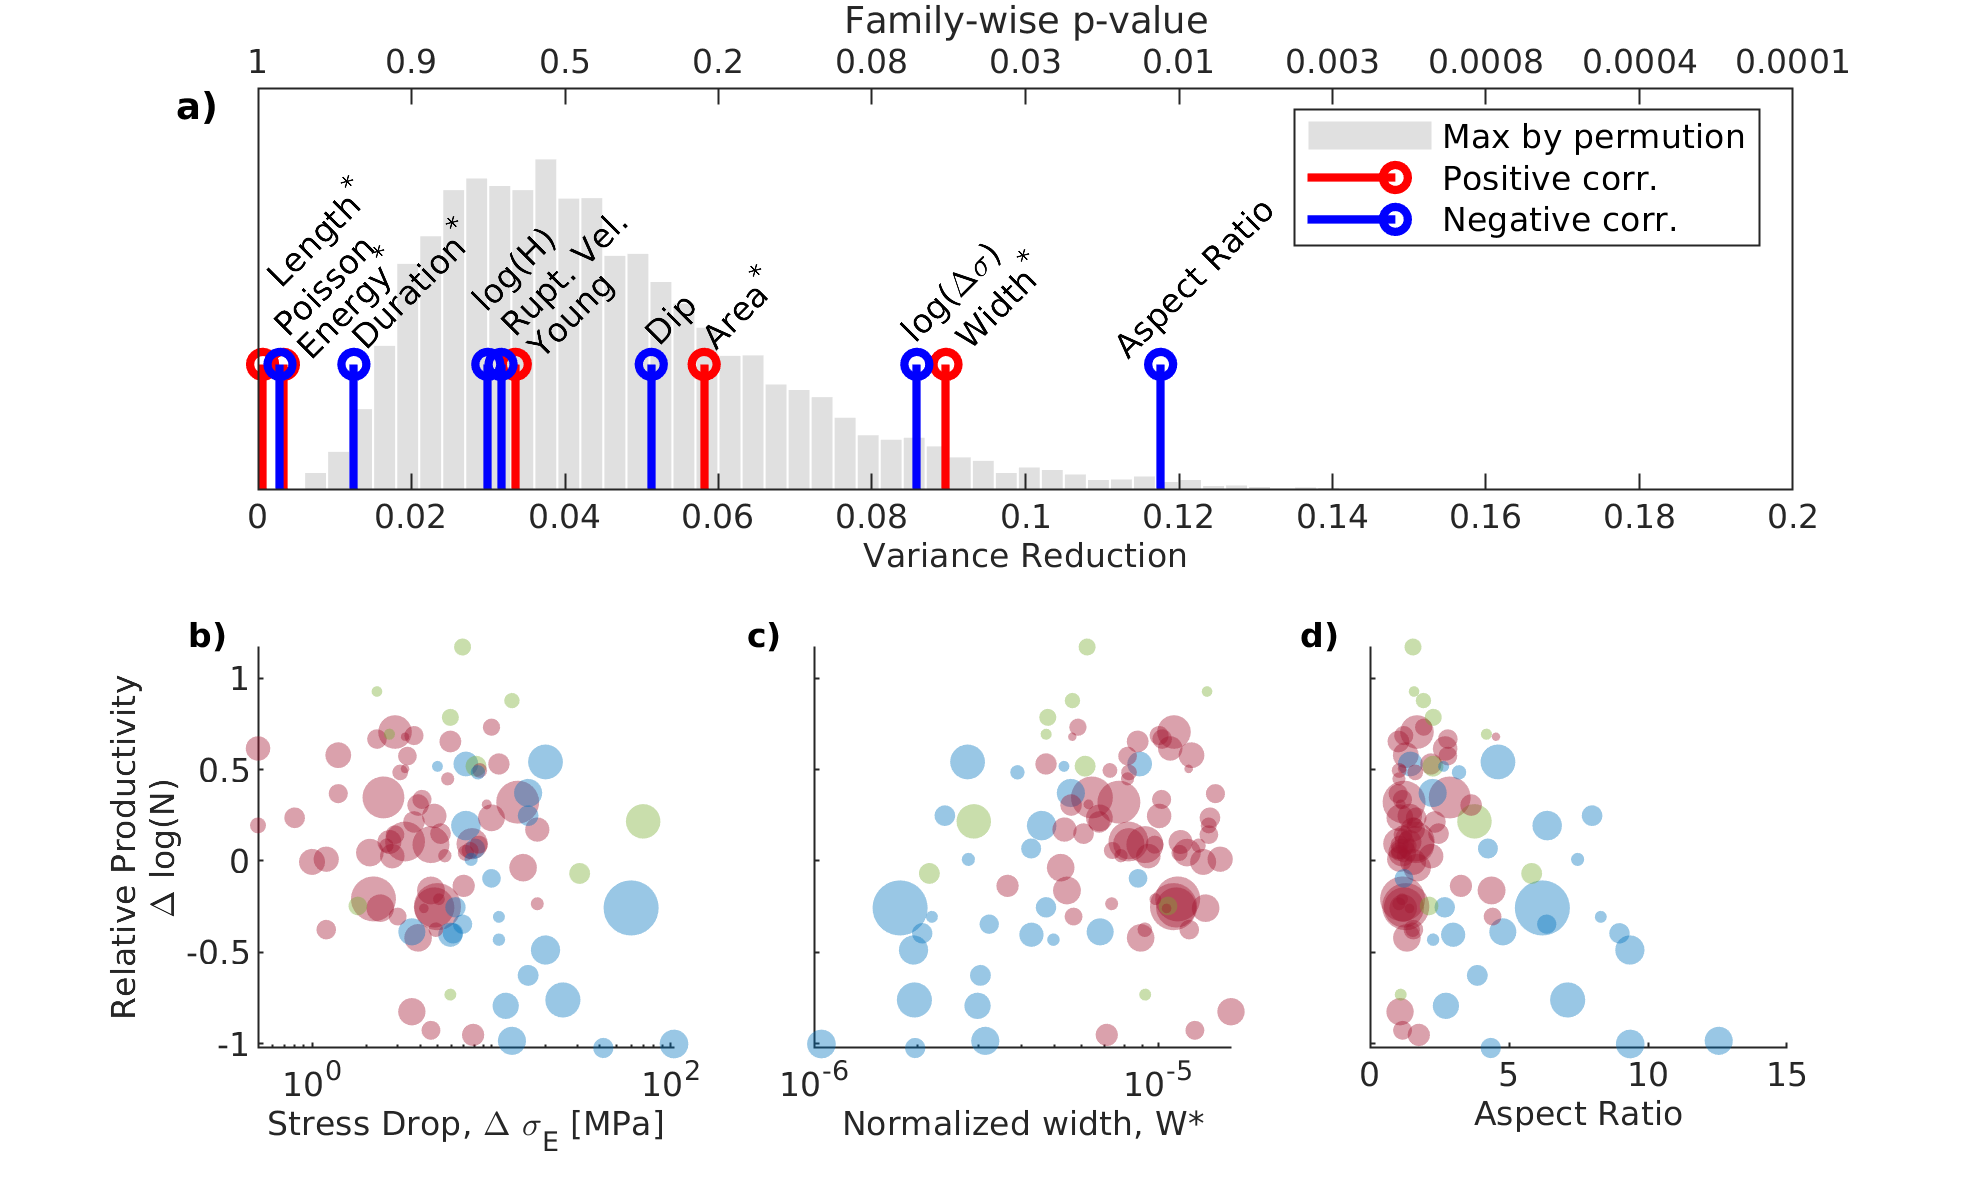 Family-wise p-value
1 0.9 0.5 0.2 0.08 0.03 0.01 0.003 0.0008 0.0004 0.0001
a)
Max by permution
Positive corr.
Negative corr.
Length*
Poisson
Energy*
Duration*
log(H)
Rupt. Vel.
Young
Dip
Area*
log(Δσ)
Width*
Aspect Ratio
0 0.02 0.04 0.06 0.08 0.1 0.12 0.14 0.16 0.18 0.2
Variance Reduction
b)
c)
d)
Relative Productivity
Δ log(N)
1
0.5
0
-0.5
-1
10^0 10^2
Stress Drop, Δ σ_E [MPa]
10^-6 10^-5
Normalized width, W*
0 5 10 15
Aspect Ratio